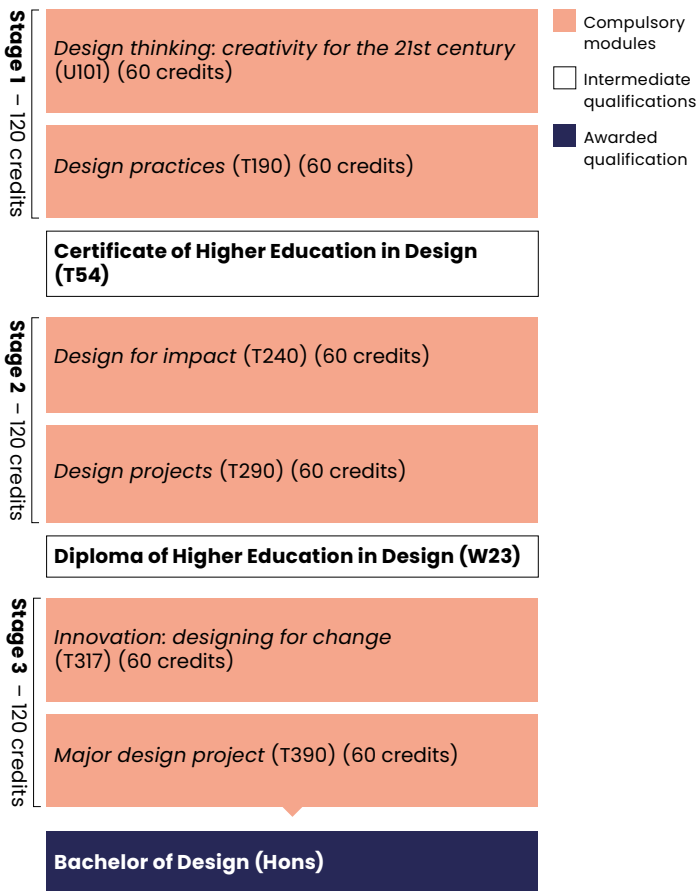 Stage 1 – 120 credits
Design thinking: creativity for the 21st century
(U101) (60 credits)
Design practices (T190) (60 credits)
Certificate of Higher Education in Design
(T54)
Stage 2 – 120 credits
Design for impact (T240) (60 credits)
Design projects (T290) (60 credits)
Diploma of Higher Education in Design (W23)
Stage 3 – 120 credits
Innovation: designing for change
(T317) (60 credits)
Major design project (T390) (60 credits)
Bachelor of Design (Hons)
Compulsory
modules
Intermediate
qualifications
Awarded
qualification